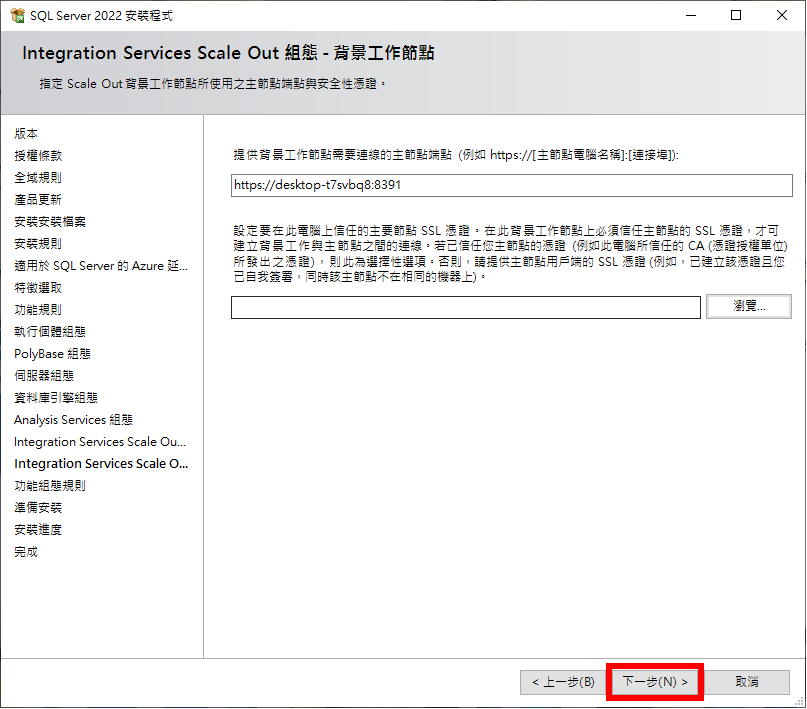 SQL Server 2022 安裝程式
Integration Services Scale Out 組態 - 背景工作節點
指定 Scale Out 背景工作節點所使用之主節點端點與安全性憑證。
版本
授權條款
全域規則
產品更新
安裝安裝檔案
安裝規則
適用於 SQL Server 的 Azure 延...
特徵選取
功能規則
執行個體組態
PolyBase 組態
伺服器組態
資料庫引擎組態
Analysis Services 組態
Integration Services Scale Ou...
Integration Services Scale O...
功能組態規則
準備安裝
安裝進度
完成
提供背景工作節點需要連線的主節點端點 (例如 https://[主節點電腦名稱]:[連接埠]):
https://desktop-t7svbq8:8391
設定要在此電腦上信任的主要節點 SSL 憑證。在此背景工作節點上必須信任主節點的 SSL 憑證，才可
建立背景工作與主節點之間的連線。若已信任您主節點的憑證 (例如此電腦所信任的 CA (憑證授權單位)
所發出之憑證)，則此為選擇性選項。否則，請提供主節點用戶端的 SSL 憑證 (例如，已建立該憑證且您
已自我簽署，同時該主節點不在相同的機器上)。
瀏覽...
< 上一步(B)
下一步(N) >
取消